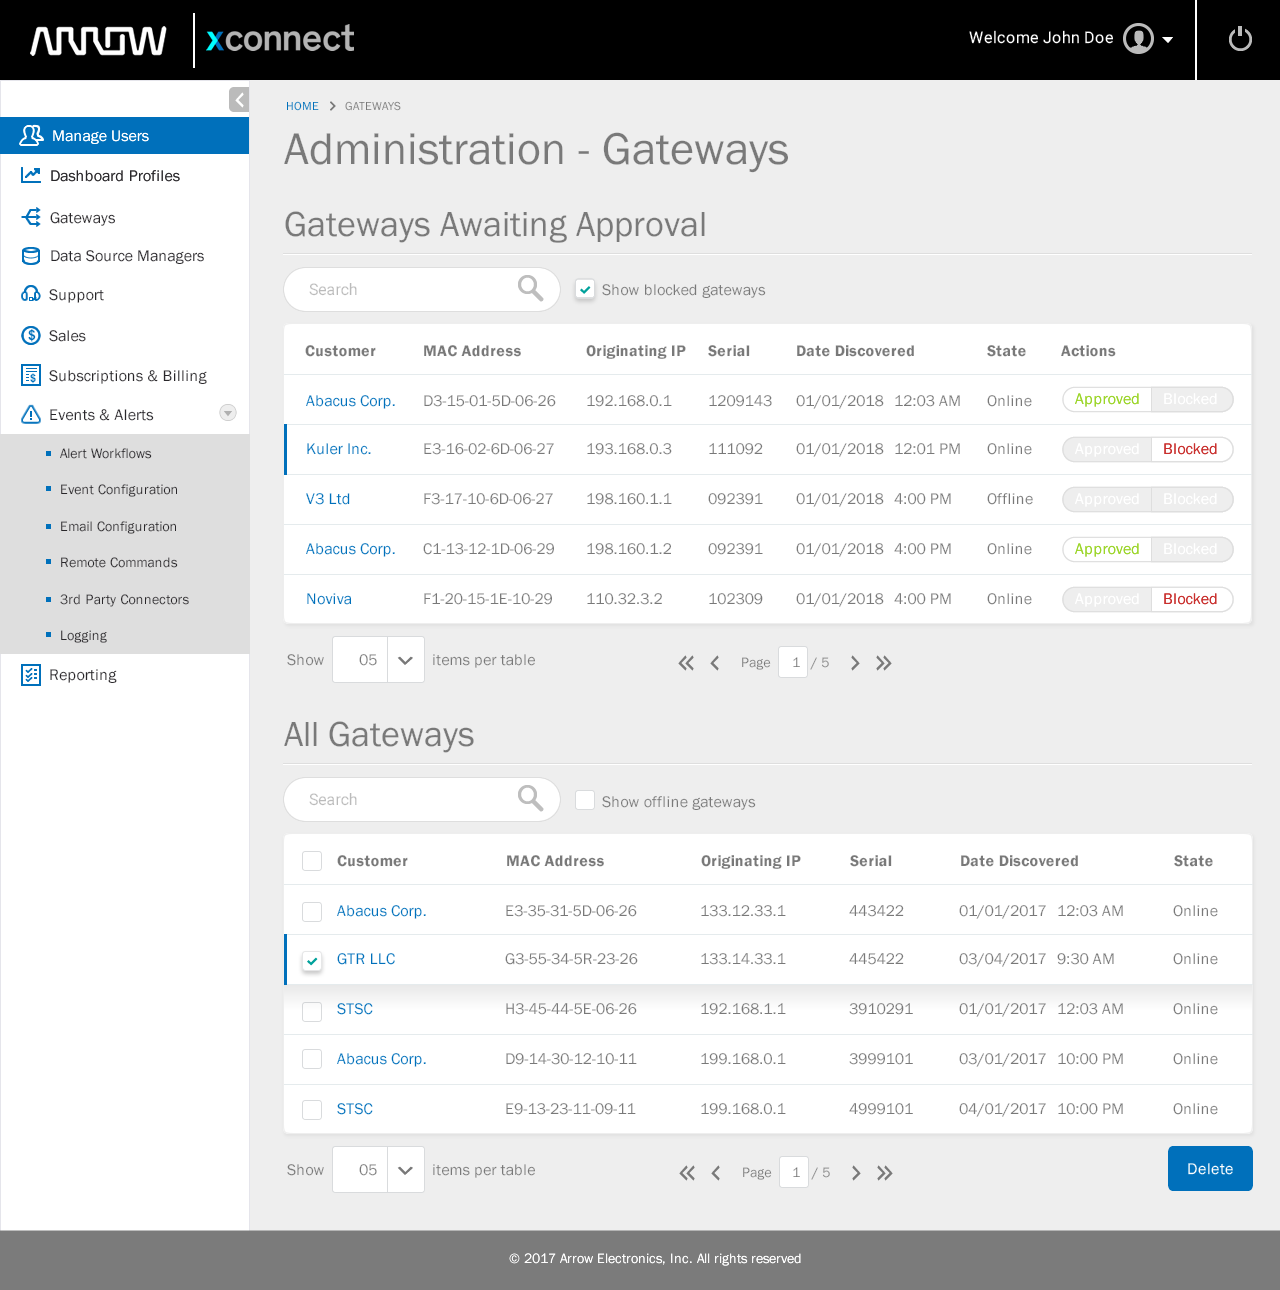 ARROW
xconnect
Welcome John Doe
Manage Users
Dashboard Profiles
Gateways
Data Source Managers
Support
Sales
Subscriptions & Billing
Events & Alerts
Alert Workflows
Event Configuration
Email Configuration
Remote Commands
3rd Party Connectors
Logging
Reporting
HOME > GATEWAYS
Administration - Gateways
Gateways Awaiting Approval
Search
Show blocked gateways
Customer MAC Address Originating IP Serial Date Discovered State Actions
Abacus Corp. D3-15-01-5D-06-26 192.168.0.1 1209143 01/01/2018 12:03 AM Online Approved Blocked
Kuler Inc. E3-16-02-6D-06-27 193.168.0.3 111092 01/01/2018 12:01 PM Online Approved Blocked
V3 Ltd F3-17-10-6D-06-27 198.160.1.1 092391 01/01/2018 4:00 PM Offline Approved Blocked
Abacus Corp. C1-13-12-1D-06-29 198.160.1.2 092391 01/01/2018 4:00 PM Online Approved Blocked
Noviva F1-20-15-1E-10-29 110.32.3.2 102309 01/01/2018 4:00 PM Online Approved Blocked
Show 05 items per table Page 1 / 5
All Gateways
Search
Show offline gateways
Customer MAC Address Originating IP Serial Date Discovered State
Abacus Corp. E3-35-31-5D-06-26 133.12.33.1 443422 01/01/2017 12:03 AM Online
GTR LLC G3-55-34-5R-23-26 133.14.33.1 445422 03/04/2017 9:30 AM Online
STSC H3-45-44-5E-06-26 192.168.1.1 3910291 01/01/2017 12:03 AM Online
Abacus Corp. D9-14-30-12-10-11 199.168.0.1 3999101 03/01/2017 10:00 PM Online
STSC E9-13-23-11-09-11 199.168.0.1 4999101 04/01/2017 10:00 PM Online
Show 05 items per table Page 1 / 5
Delete
© 2017 Arrow Electronics, Inc. All rights reserved